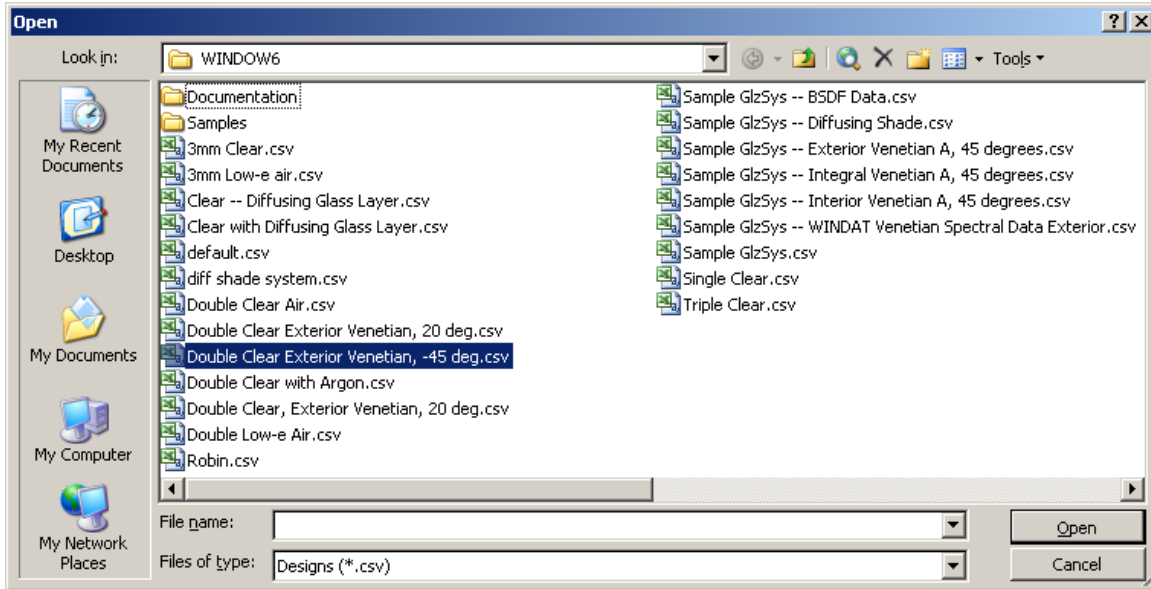 Open
Look in:
WINDOW6
Tools
My Recent
Documents
Desktop
My Documents
My Computer
My Network
Places
Documentation
Samples
3mm Clear.csv
3mm Low-e air.csv
Clear -- Diffusing Glass Layer.csv
Clear with Diffusing Glass Layer.csv
default.csv
diff shade system.csv
Double Clear Air.csv
Double Clear Exterior Venetian, 20 deg.csv
Double Clear Exterior Venetian, -45 deg.csv
Double Clear with Argon.csv
Double Clear, Exterior Venetian, 20 deg.csv
Double Low-e Air.csv
Robin.csv
Sample GlzSys -- BSDF Data.csv
Sample GlzSys -- Diffusing Shade.csv
Sample GlzSys -- Exterior Venetian A, 45 degrees.csv
Sample GlzSys -- Integral Venetian A, 45 degrees.csv
Sample GlzSys -- Interior Venetian A, 45 degrees.csv
Sample GlzSys -- WINDAT Venetian Spectral Data Exterior.csv
Sample GlzSys.csv
Single Clear.csv
Triple Clear.csv
File name:
Open
Files of type:
Designs (*.csv)
Cancel